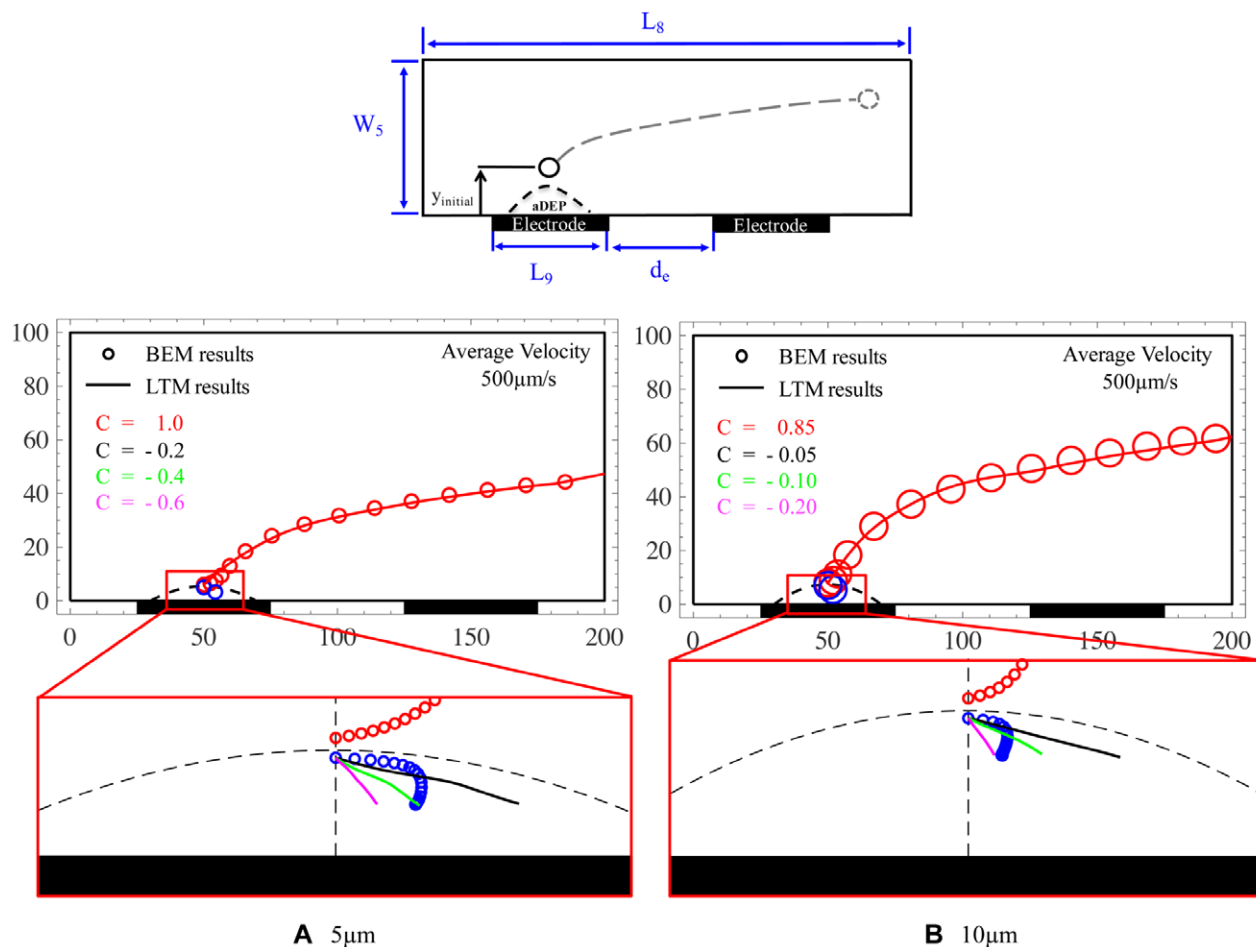 L₈
W₅
y_initial
aDEP
Electrode
Electrode
L₉
d_e
100
80
60
40
20
0
BEM results
LTM results
Average Velocity
500μm/s
C = 1.0
C = - 0.2
C = - 0.4
C = - 0.6
0
50
100
150
200
100
80
60
40
20
0
BEM results
LTM results
Average Velocity
500μm/s
C = 0.85
C = - 0.05
C = - 0.10
C = - 0.20
0
50
100
150
200
A 5μm
B 10μm